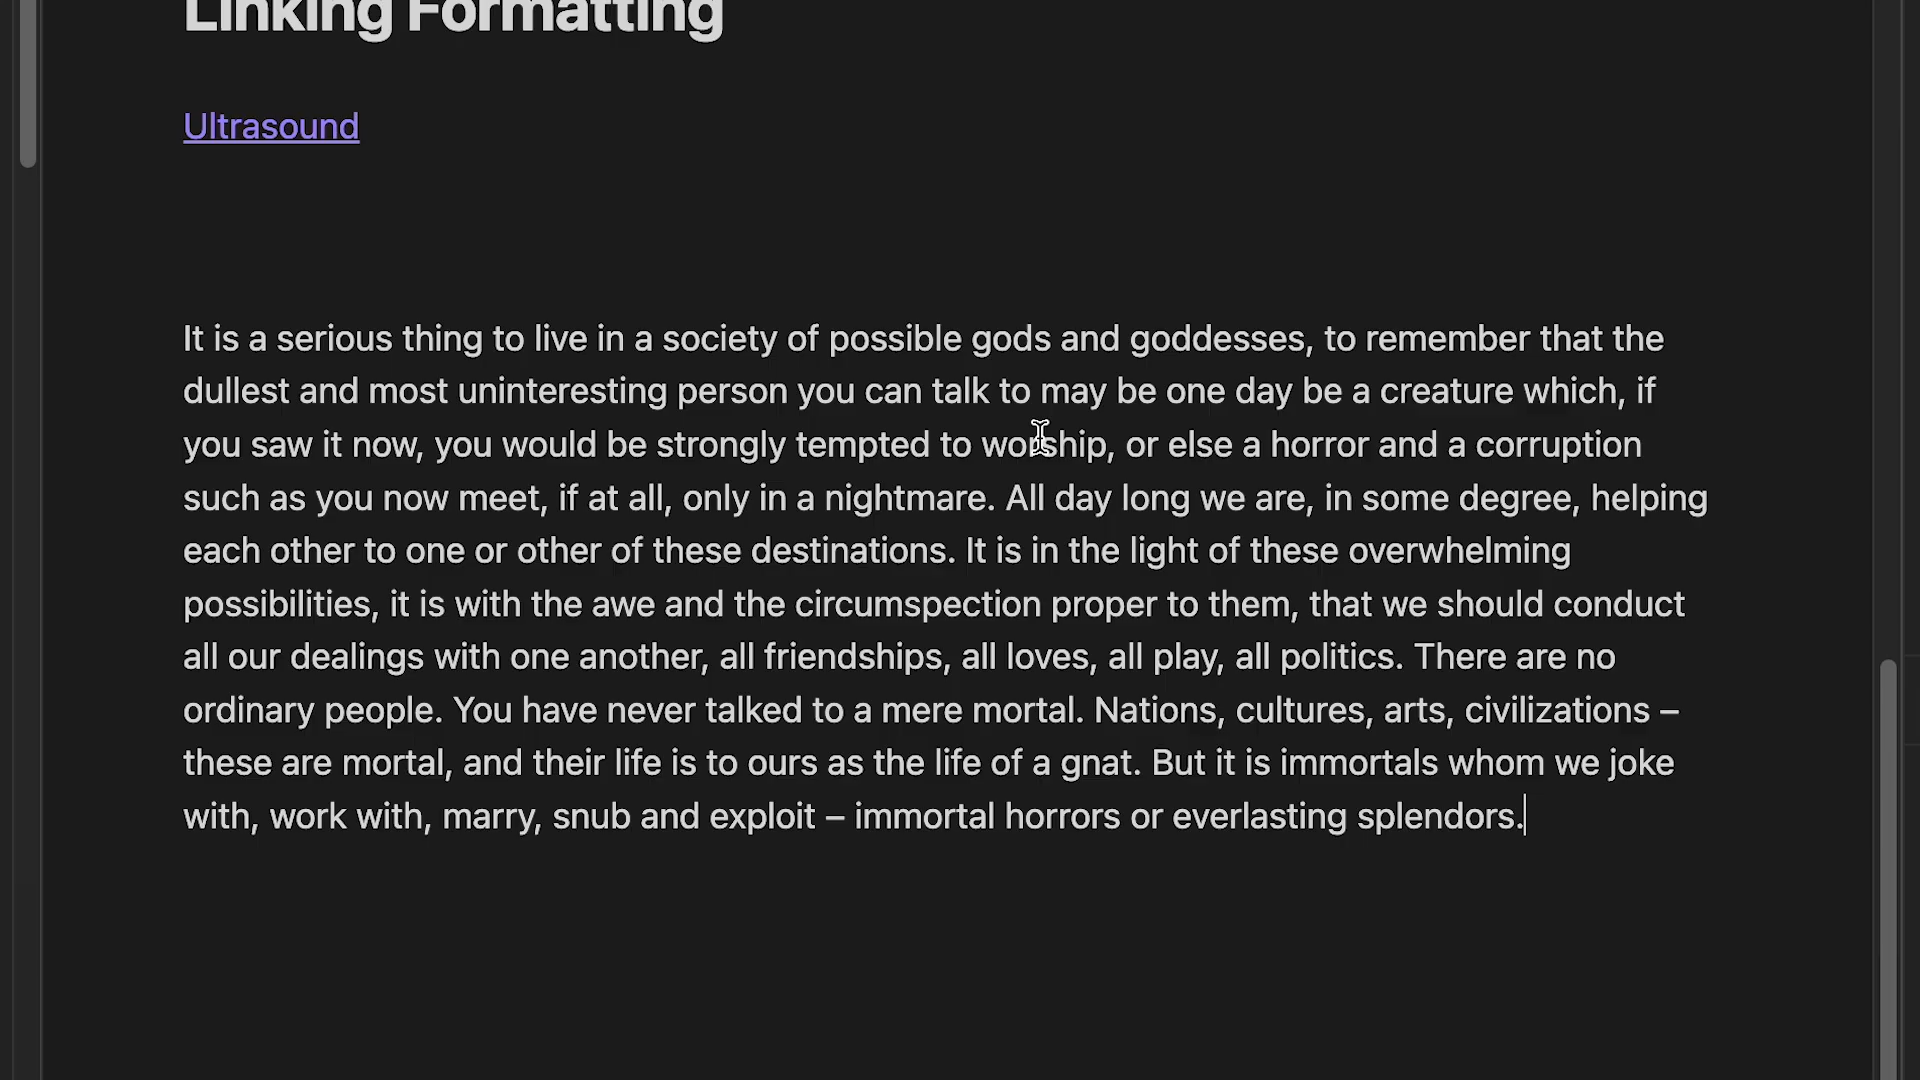 Linking Formatting
Ultrasound
It is a serious thing to live in a society of possible gods and goddesses, to remember that the
dullest and most uninteresting person you can talk to may be one day be a creature which, if
you saw it now, you would be strongly tempted to worship, or else a horror and a corruption
such as you now meet, if at all, only in a nightmare. All day long we are, in some degree, helping
each other to one or other of these destinations. It is in the light of these overwhelming
possibilities, it is with the awe and the circumspection proper to them, that we should conduct
all our dealings with one another, all friendships, all loves, all play, all politics. There are no
ordinary people. You have never talked to a mere mortal. Nations, cultures, arts, civilizations –
these are mortal, and their life is to ours as the life of a gnat. But it is immortals whom we joke
with, work with, marry, snub and exploit – immortal horrors or everlasting splendors.